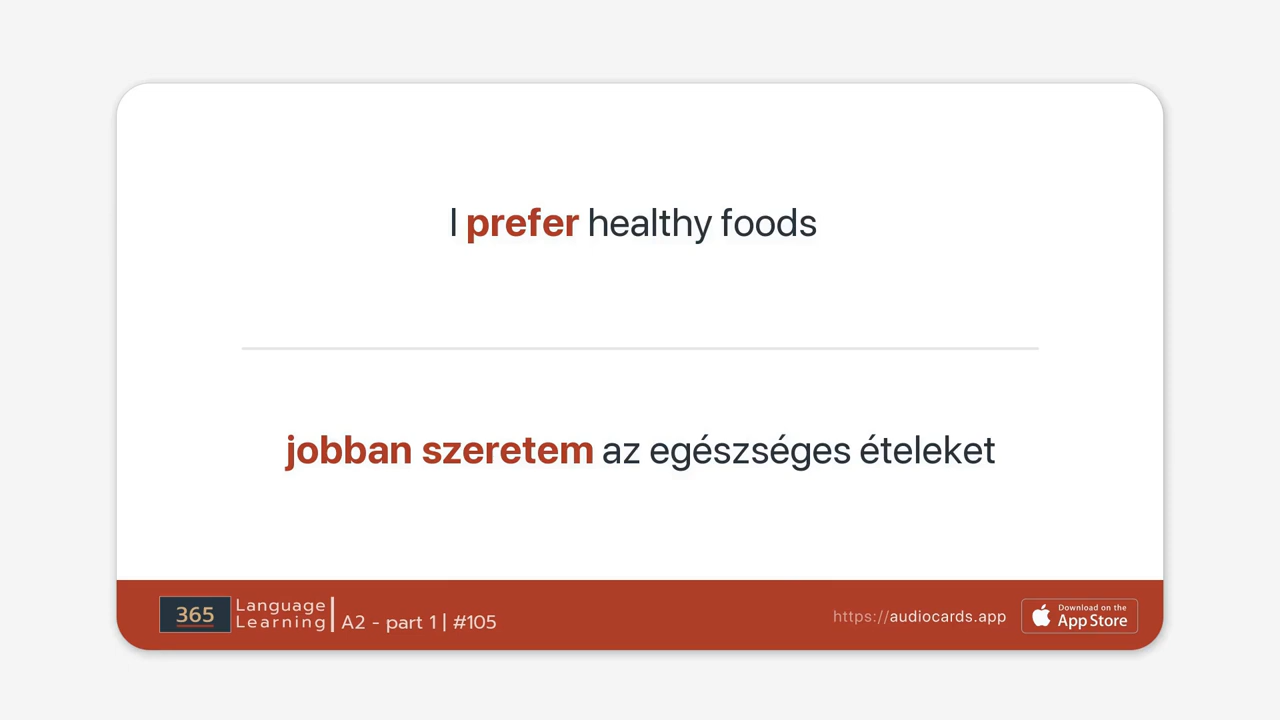 I prefer healthy foods
jobban szeretem az egészséges ételeket
365
Language
Learning
A2 - part 1 | #105
https://audiocards.app
Download on the
App Store